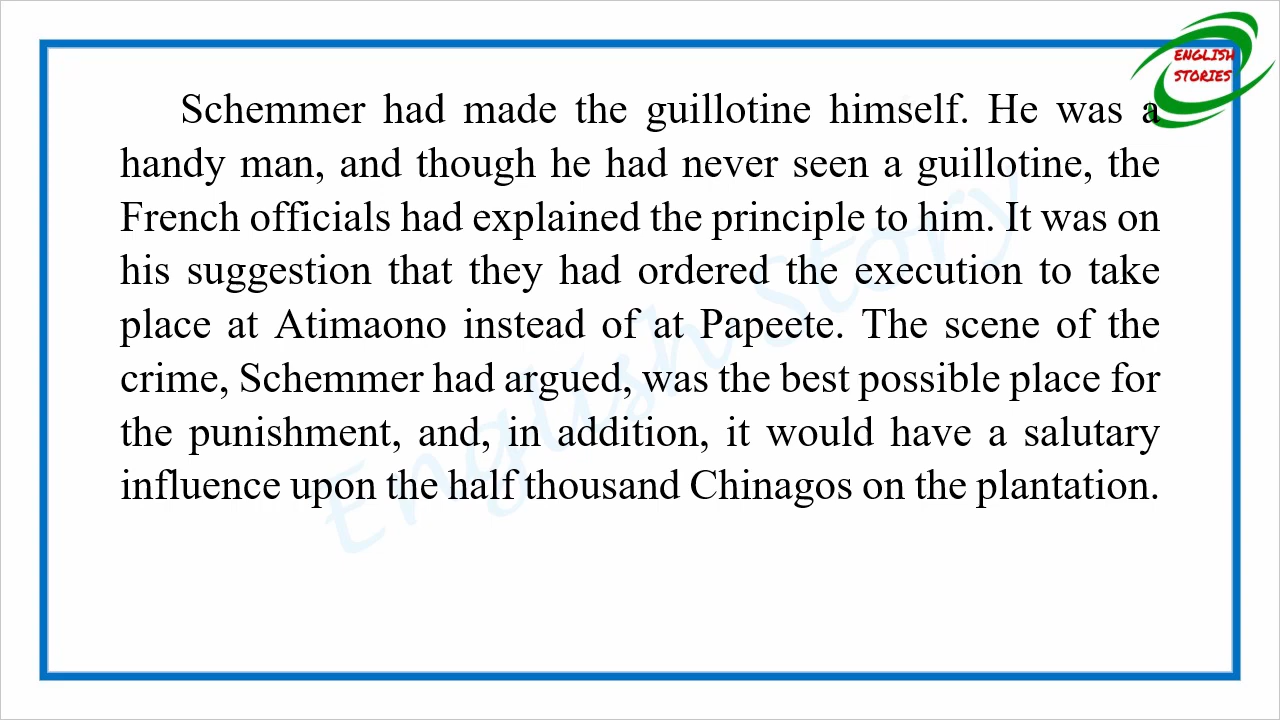 ENGLISH
STORIES
Schemmer had made the guillotine himself. He was a
handy man, and though he had never seen a guillotine, the
French officials had explained the principle to him. It was on
his suggestion that they had ordered the execution to take
place at Atimaono instead of at Papeete. The scene of the
crime, Schemmer had argued, was the best possible place for
the punishment, and, in addition, it would have a salutary
influence upon the half thousand Chinagos on the plantation.
English Story